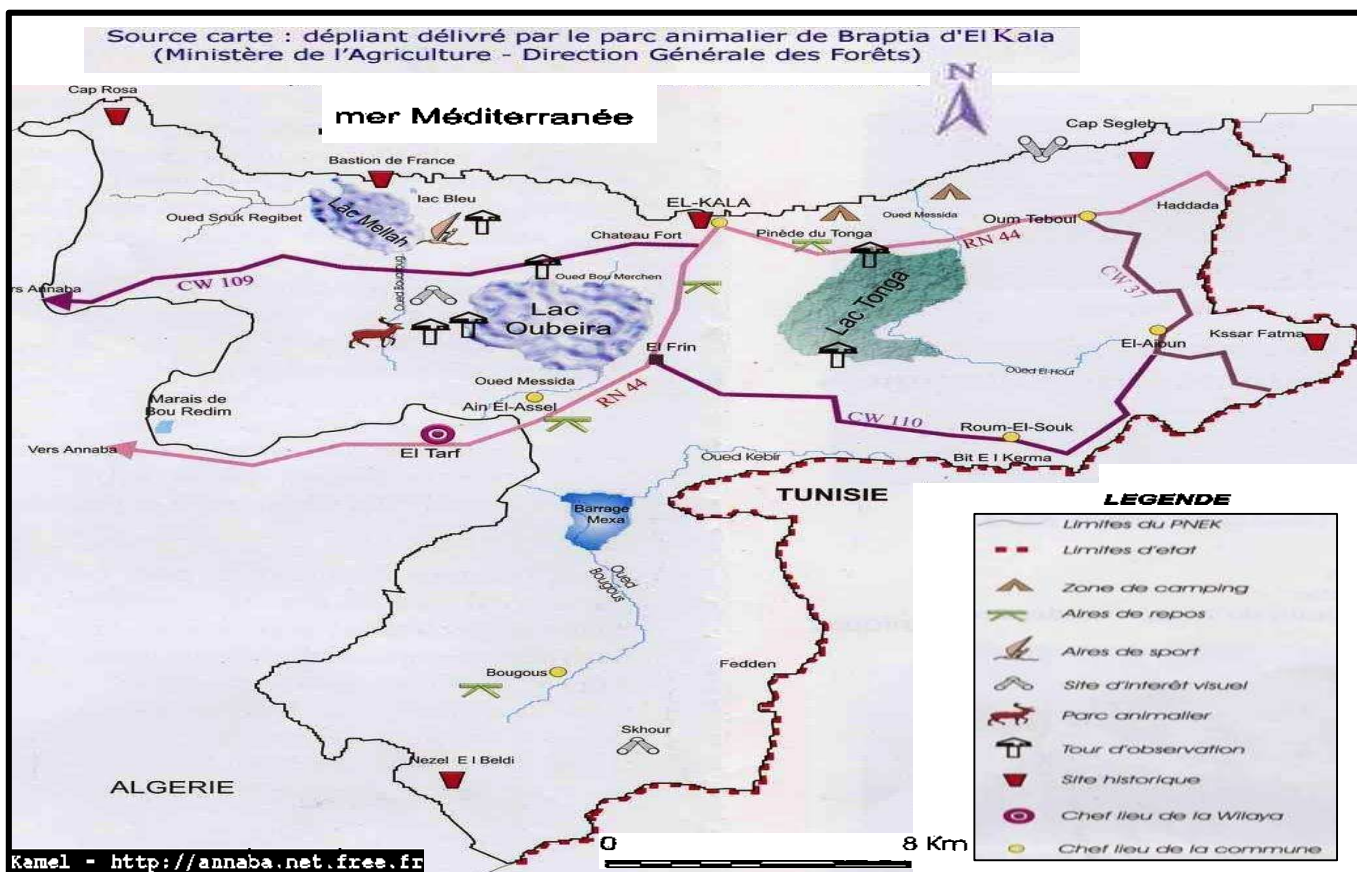 Source carte : dépliant délivré par le parc animalier de Braptia d'El Kala
(Ministère de l'Agriculture - Direction Générale des Forêts)
N
Cap Rosa
mer Méditerranée
Cap Segleb
Bastion de France
lac Bleu
Lac Mellah
Oued Souk Regibet
EL-KALA
Oued Messida
Oum Teboul
Haddada
Chateau Fort
Pinède du Tonga
RN 44
CW 109
Vers Annaba
Oued Bou Merchen
Oued Bougoug
CW 37
Lac
Oubeira
Lac Tonga
El-Aioun
Kssar Fatma
El Frin
Oued El-Hout
Oued Messida
Ain El-Assel
RN 44
Marais de
Bou Redim
CW 110
Roum-El-Souk
Vers Annaba
El Tarf
Oued Kebir
Bit E l Kerma
TUNISIE
Barrage
Mexa
Oued
Bougous
Bougous
Fedden
Skhour
Nezel E l Beldi
ALGERIE
LEGENDE
Limites du PNEK
Limites d'etat
Zone de camping
Aires de repos
Aires de sport
Site d'interêt visuel
Parc animalier
Tour d'observation
Site historique
Chef lieu de la Wilaya
Chef lieu de la commune
0
8 Km
Kamel - http://annaba.net.free.fr